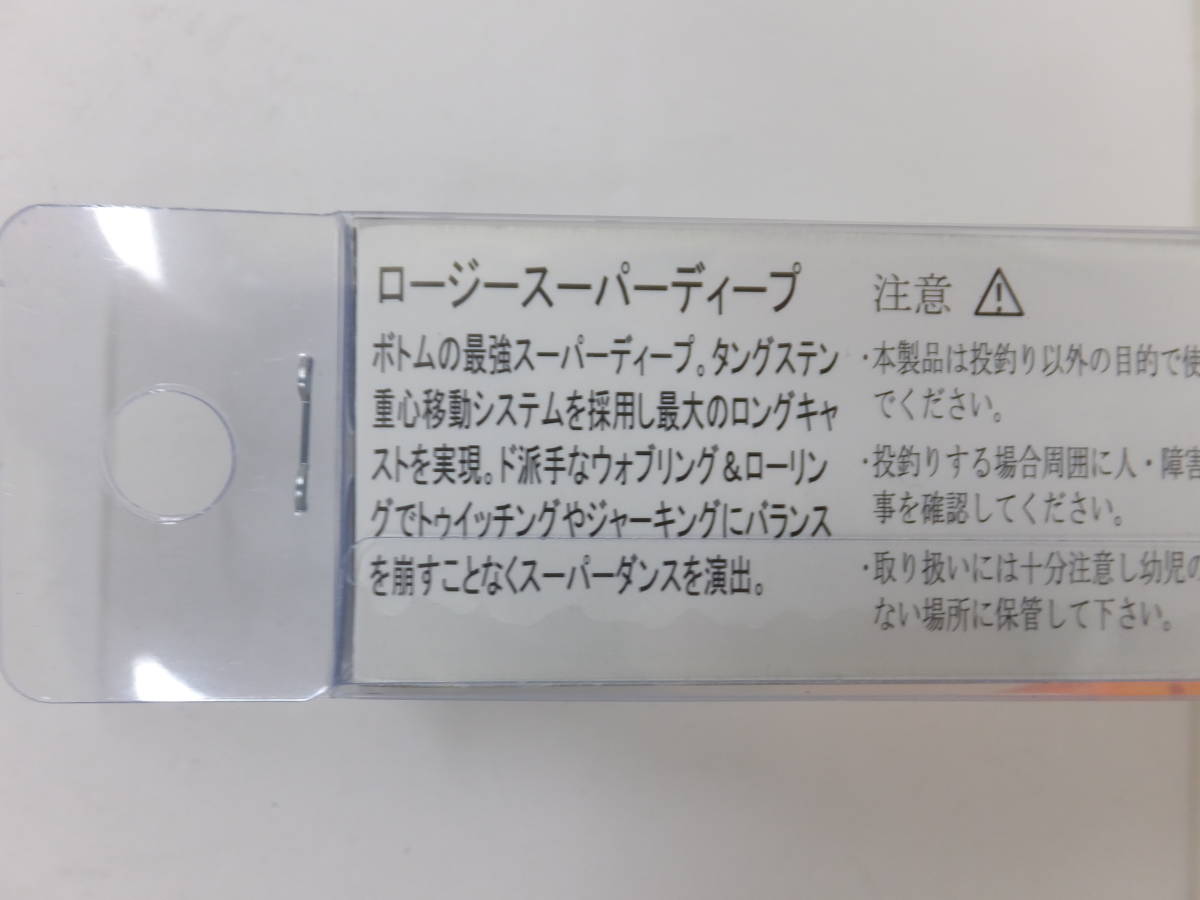 ロージースーパーディープ
ボトムの最強スーパーディープ。タングステン
重心移動システムを採用し最大のロングキャ
ストを実現。ド派手なウォブリング&ローリン
グでトゥイッチングやジャーキングにバランス
を崩すことなくスーパーダンスを演出。
注意
・本製品は投釣り以外の目的で使
でください。
・投釣りする場合周囲に人・障害
事を確認してください。
・取り扱いには十分注意し幼児の
ない場所に保管して下さい。